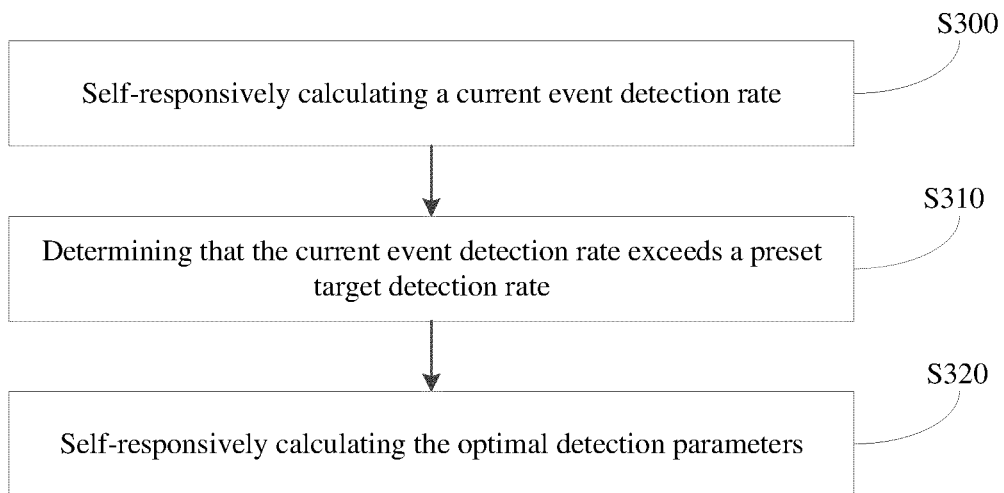 S300
Self-responsively calculating a current event detection rate
S310
Determining that the current event detection rate exceeds a preset
target detection rate
S320
Self-responsively calculating the optimal detection parameters